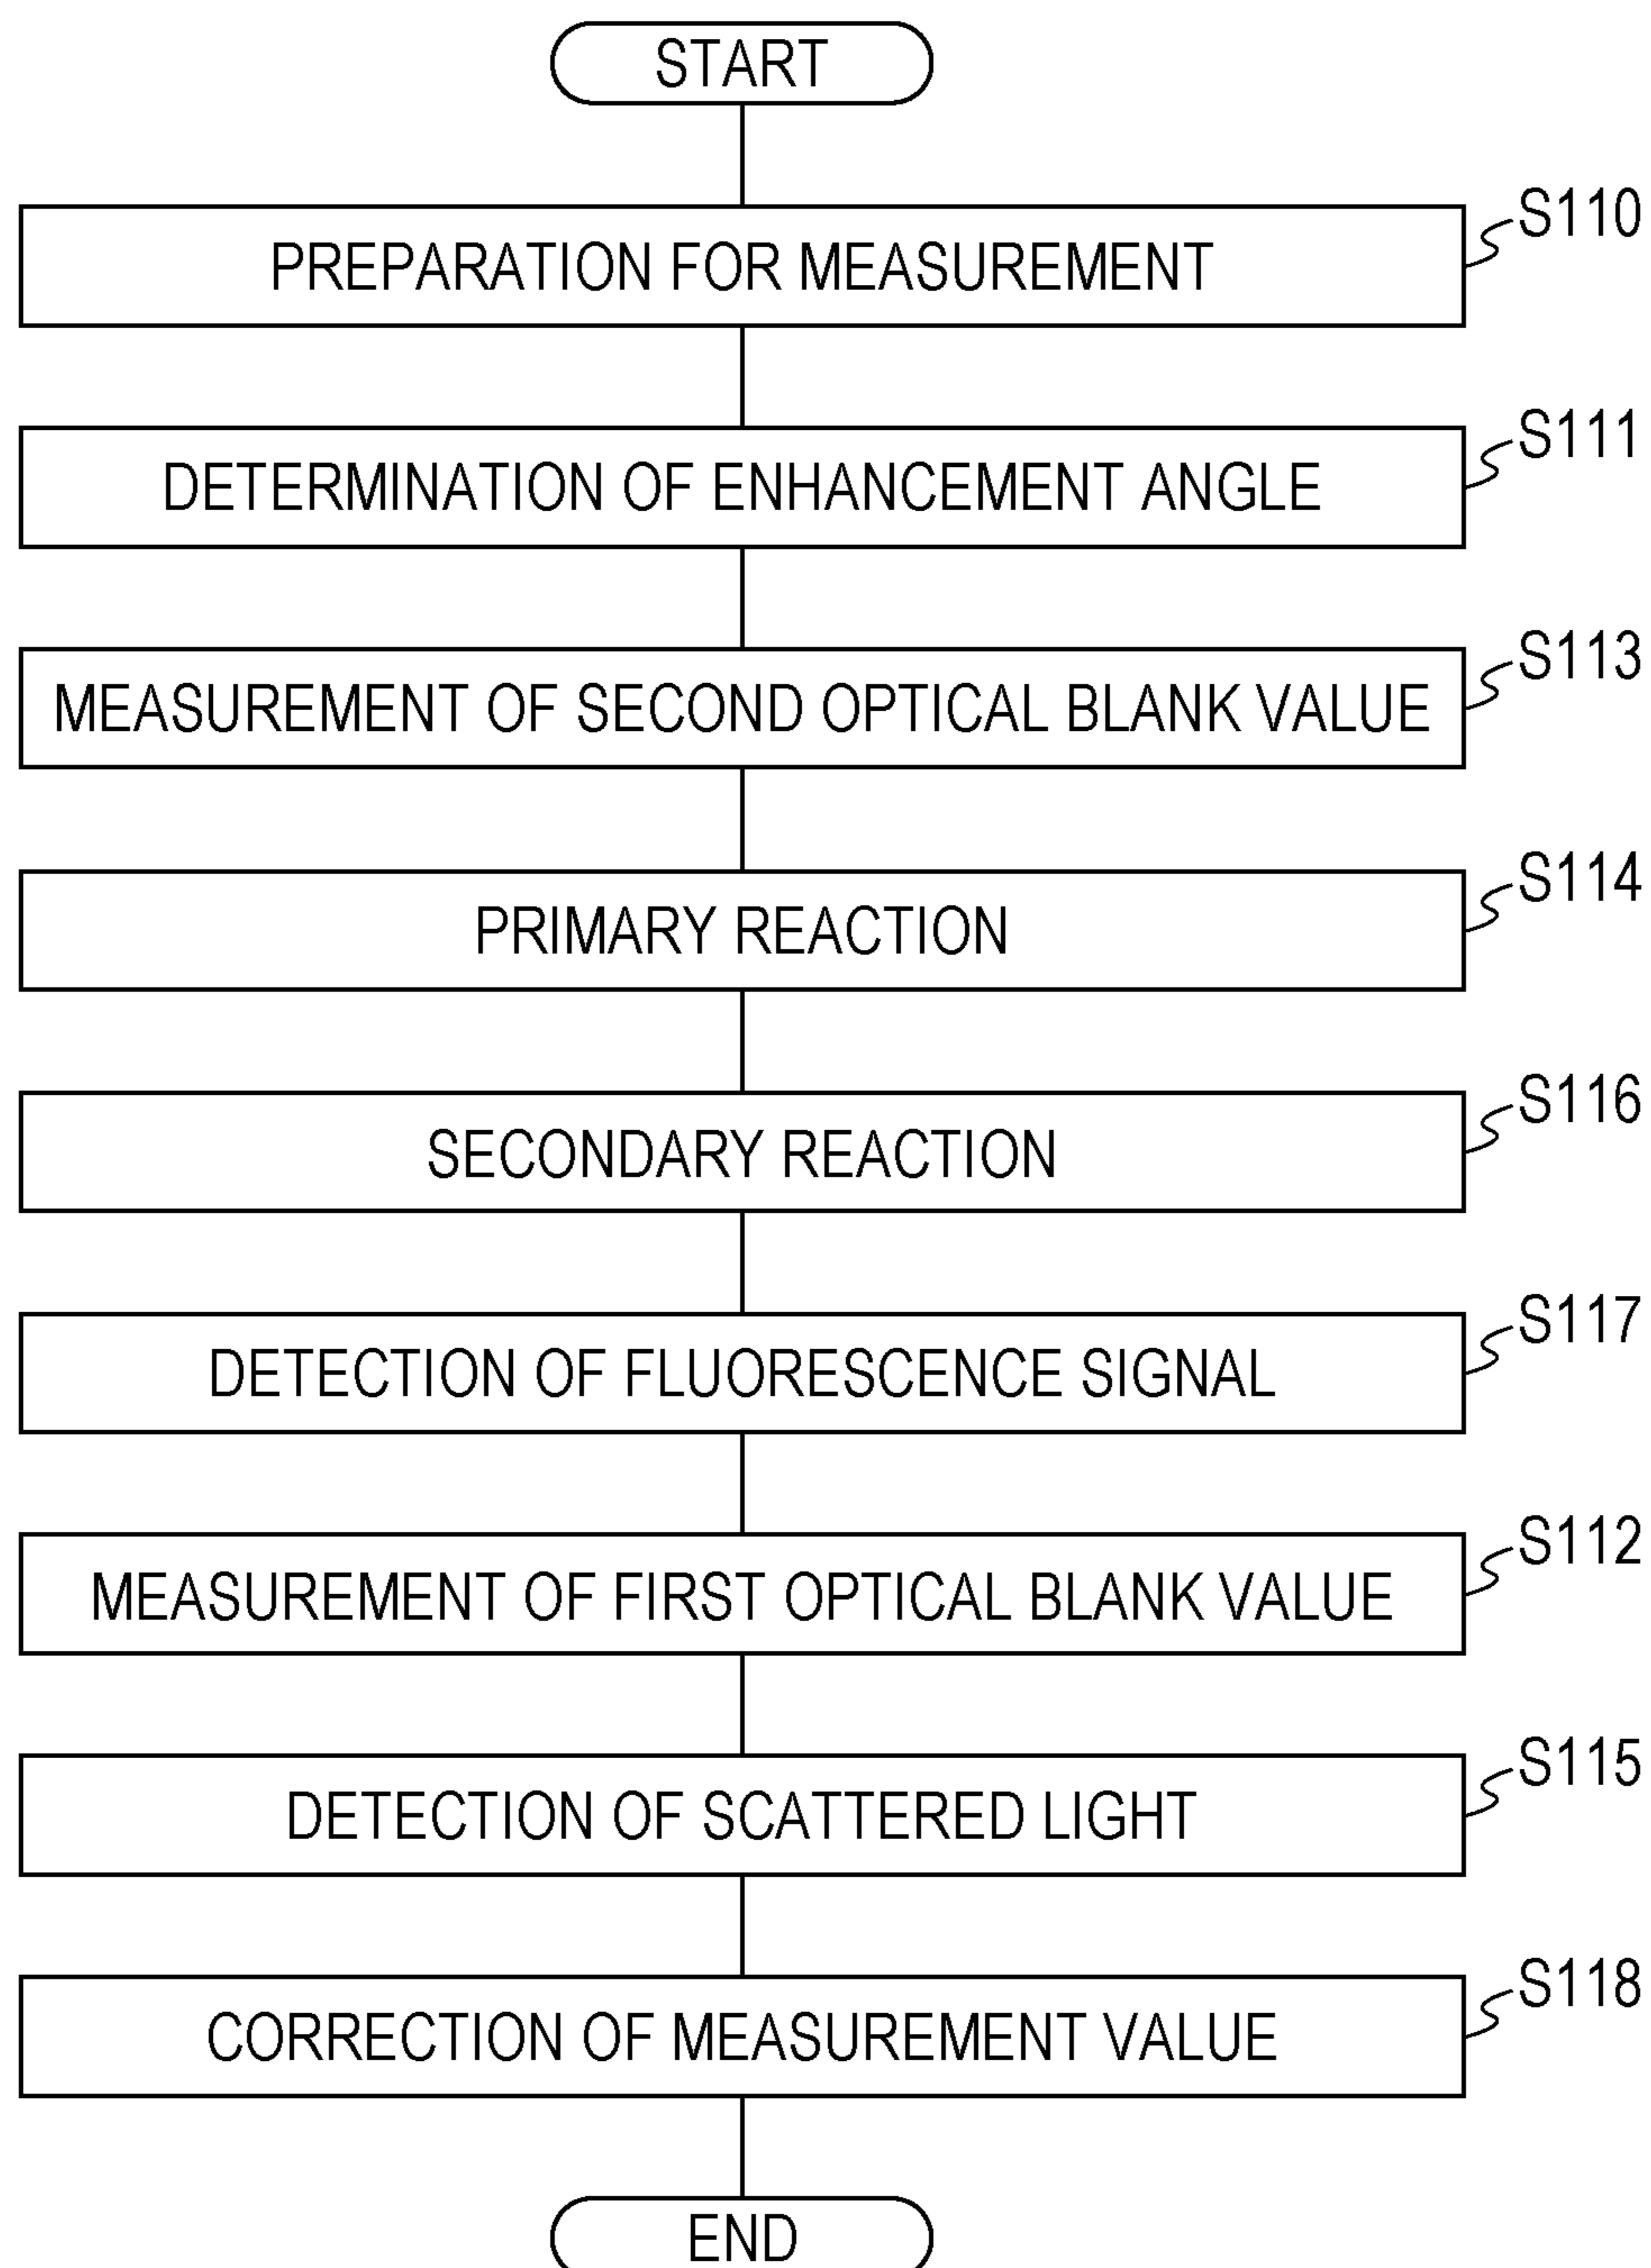 START
S110
PREPARATION FOR MEASUREMENT
S111
DETERMINATION OF ENHANCEMENT ANGLE
S113
MEASUREMENT OF SECOND OPTICAL BLANK VALUE
S114
PRIMARY REACTION
S116
SECONDARY REACTION
S117
DETECTION OF FLUORESCENCE SIGNAL
S112
MEASUREMENT OF FIRST OPTICAL BLANK VALUE
S115
DETECTION OF SCATTERED LIGHT
S118
CORRECTION OF MEASUREMENT VALUE
END